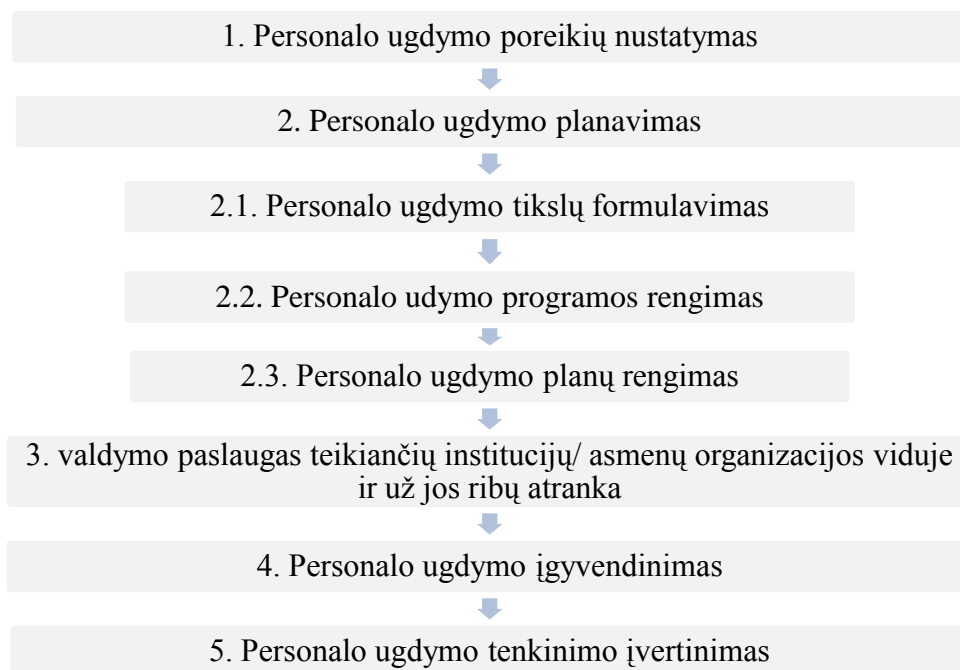 1. Personalo ugdymo poreikių nustatymas
2. Personalo ugdymo planavimas
2.1. Personalo ugdymo tikslų formulavimas
2.2. Personalo udymo programos rengimas
2.3. Personalo ugdymo planų rengimas
3. valdymo paslaugas teikiančių institucijų/ asmenų organizacijos viduje
ir už jos ribų atranka
4. Personalo ugdymo įgyvendinimas
5. Personalo ugdymo tenkinimo įvertinimas